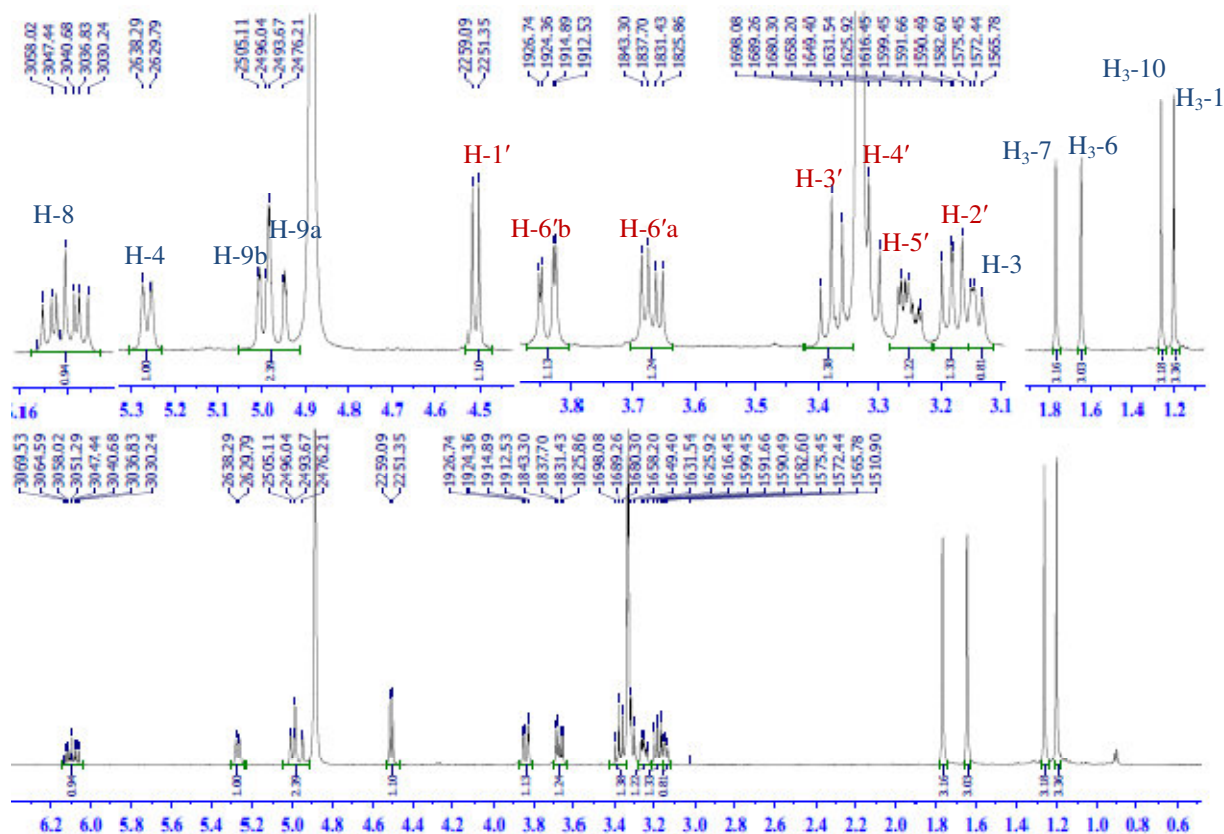 3058.02 3047.44 3040.68 3036.83 3030.24 2638.29 2629.79 2505.11 2496.04 2493.67 2476.21 2259.09 2251.35 1926.74 1924.36 1914.89 1912.53 1843.30 1837.70 1831.43 1825.86 1698.08 1689.26 1680.30 1658.20 1649.40 1631.54 1625.92 1616.45 1599.45 1591.66 1590.49 1582.60 1575.45 1572.44 1565.78
H₃-10
H₃-1
H-1′ H-4′ H₃-7 H₃-6
H-8 H-3′
H-4 H-9b H-9a H-6′b H-6′a H-5′ H-2′ H-3
0.94 1.00 2.39 1.10 1.13 1.24 1.38 1.22 1.33 0.81 3.16 3.03 3.18 3.36
.16 5.3 5.2 5.1 5.0 4.9 4.8 4.7 4.6 4.5 3.8 3.7 3.6 3.5 3.4 3.3 3.2 3.1 1.8 1.6 1.4 1.2
3069.53 3064.59 3058.02 3051.29 3047.44 3040.68 3036.83 3030.24 2638.29 2629.79 2505.11 2496.04 2493.67 2476.21 2259.09 2251.35 1926.74 1924.36 1914.89 1912.53 1843.30 1837.70 1831.43 1825.86 1698.08 1689.26 1680.30 1658.20 1649.40 1631.54 1625.92 1616.45 1599.45 1591.66 1590.49 1582.60 1575.45 1572.44 1565.78 1510.90
0.94 1.00 2.39 1.10 1.13 1.24 1.38 1.22 1.33 0.81 3.16 3.03 3.18 3.36
6.2 6.0 5.8 5.6 5.4 5.2 5.0 4.8 4.6 4.4 4.2 4.0 3.8 3.6 3.4 3.2 3.0 2.8 2.6 2.4 2.2 2.0 1.8 1.6 1.4 1.2 1.0 0.8 0.6